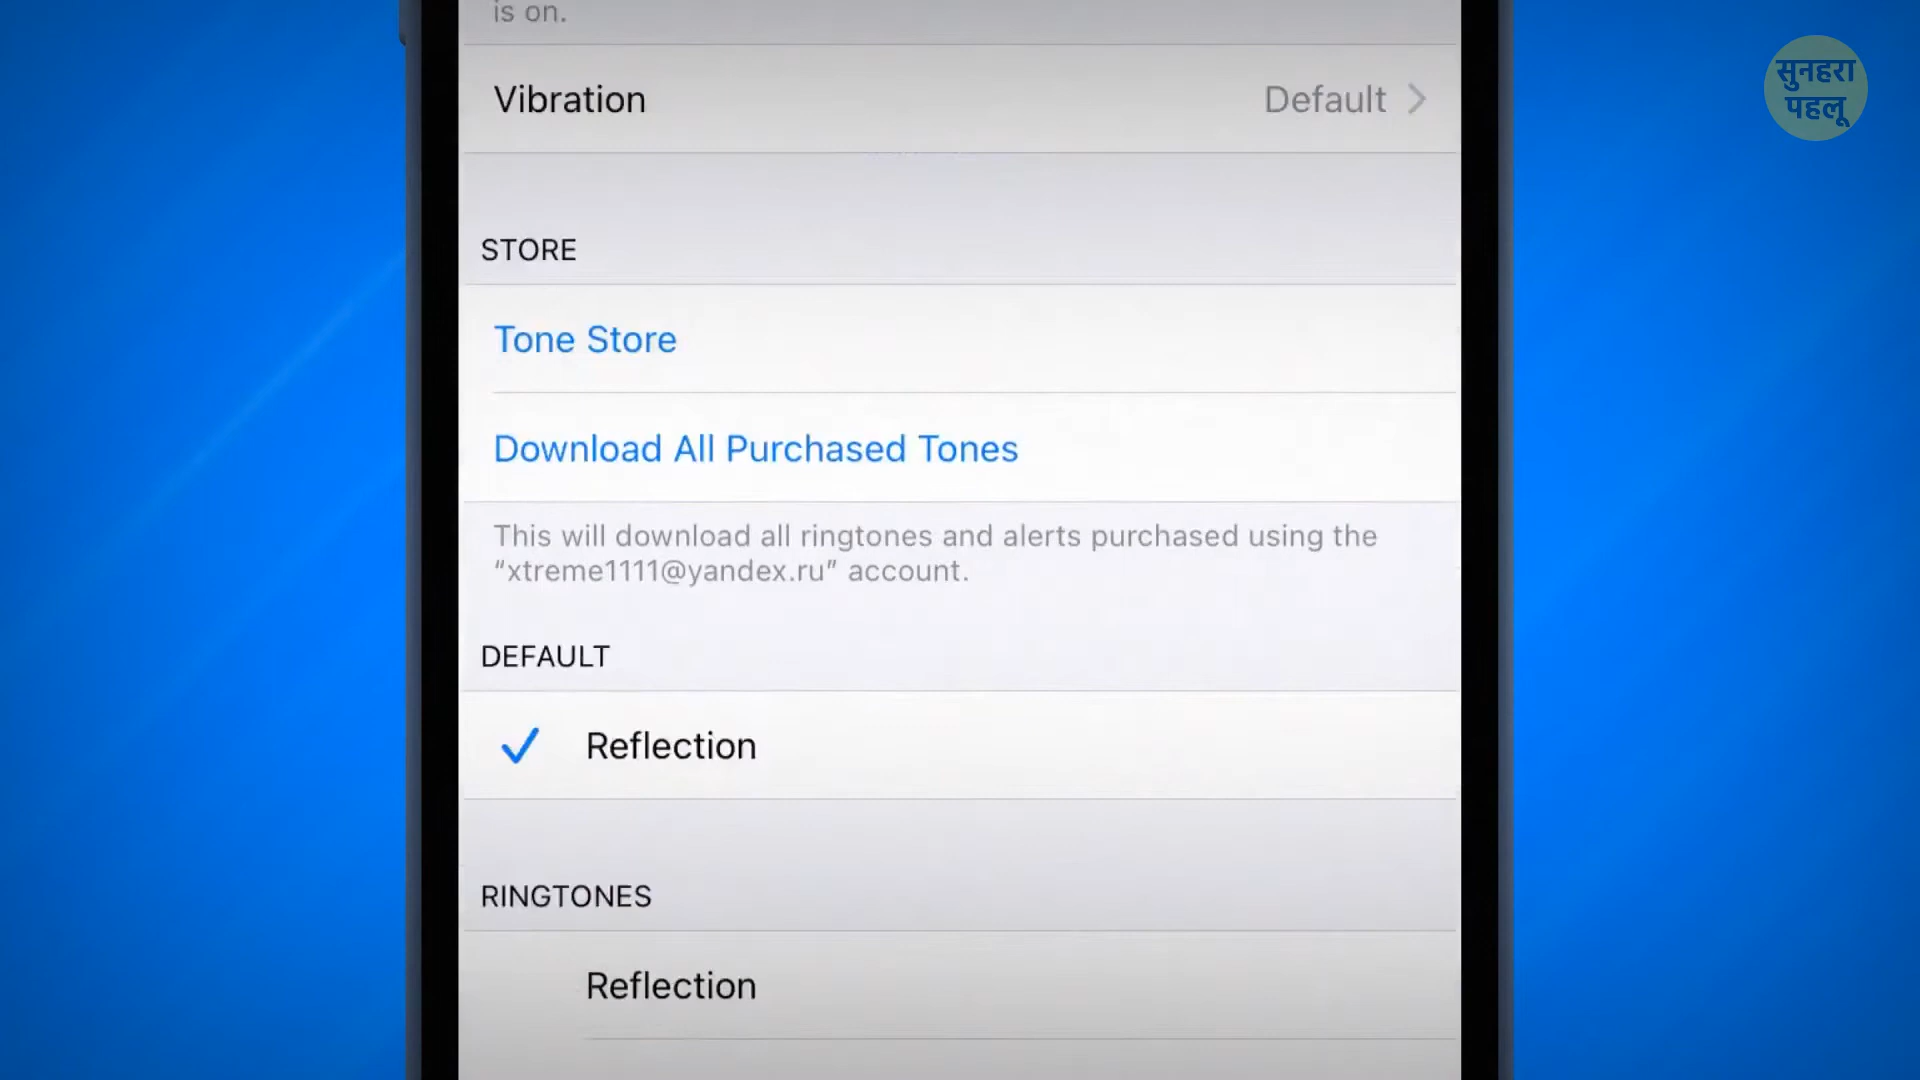 is on.
Vibration Default
सुनहरा
पहलू
STORE
Tone Store
Download All Purchased Tones
This will download all ringtones and alerts purchased using the
“xtreme1111@yandex.ru” account.
DEFAULT
Reflection
RINGTONES
Reflection